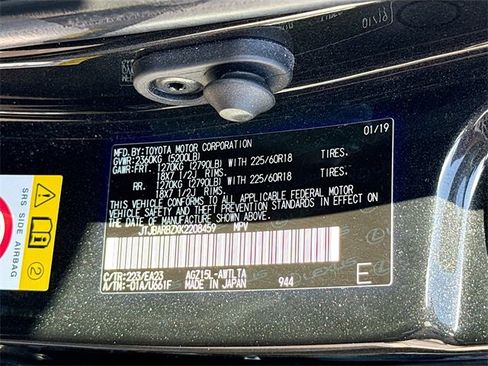 01/19
MFD. BY: TOYOTA MOTOR CORPORATION
GVWR: 2360KG (5200LB)
GAWR: FRT. 1270KG (2790LB) WITH 225/60R18 TIRES,
18X7 1/2J RIMS,
RR. 1270KG (2790LB) WITH 225/60R18 TIRES,
18X7 1/2J RIMS,
THIS VEHICLE CONFORMS TO ALL APPLICABLE FEDERAL MOTOR
VEHICLE SAFETY AND THEFT PREVENTION STANDARDS IN EFFECT
ON THE DATE OF MANUFACTURE SHOWN ABOVE.
JTJBARBZXK2208459 MPV
C/TR: 223/EA23 AGZ15L-AWTLTA
A/TM: -01A/U661F MADE IN JAPAN 944
E
LEXUS
SRS SIDE AIRBAG
2